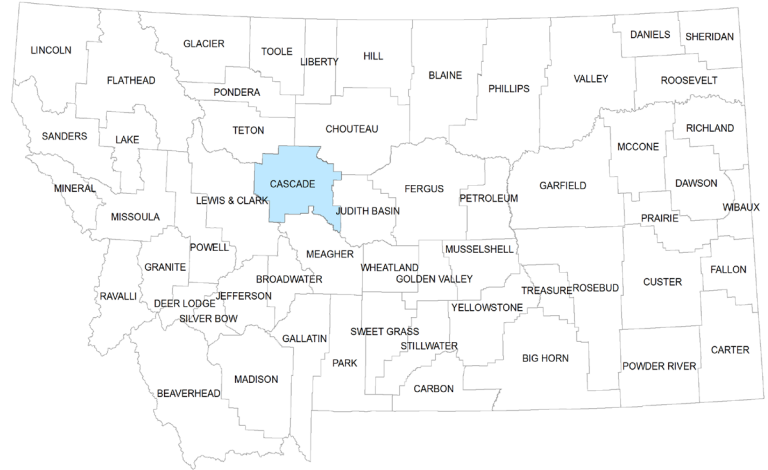 LINCOLN
FLATHEAD
GLACIER
TOOLE
LIBERTY
HILL
BLAINE
PHILLIPS
VALLEY
DANIELS
SHERIDAN
ROOSEVELT
PONDERA
TETON
CHOUTEAU
SANDERS
LAKE
RICHLAND
MCCONE
MINERAL
MISSOULA
LEWIS & CLARK
CASCADE
JUDITH BASIN
FERGUS
PETROLEUM
GARFIELD
DAWSON
PRAIRIE
WIBAUX
POWELL
GRANITE
RAVALLI
DEER LODGE
SILVER BOW
JEFFERSON
BROADWATER
MEAGHER
WHEATLAND
GOLDEN VALLEY
MUSSELSHELL
YELLOWSTONE
TREASURE
ROSEBUD
CUSTER
FALLON
GALLATIN
PARK
SWEET GRASS
STILLWATER
CARBON
BIG HORN
POWDER RIVER
CARTER
MADISON
BEAVERHEAD